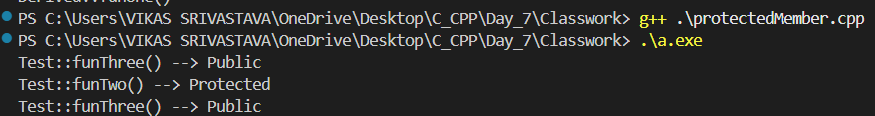 PS C:\Users\VIKAS SRIVASTAVA\OneDrive\Desktop\C_CPP\Day_7\Classwork> g++ .\protectedMember.cpp
PS C:\Users\VIKAS SRIVASTAVA\OneDrive\Desktop\C_CPP\Day_7\Classwork> .\a.exe
Test::funThree() --> Public
Test::funTwo() --> Protected
Test::funThree() --> Public